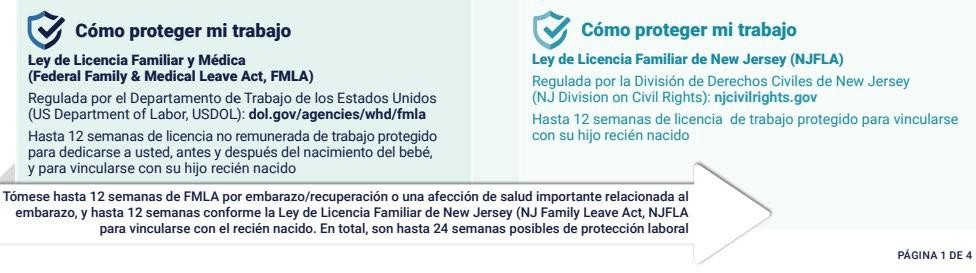 Cómo proteger mi trabajo
Ley de Licencia Familiar y Médica
(Federal Family & Medical Leave Act, FMLA)
Regulada por el Departamento de Trabajo de los Estados Unidos
(US Department of Labor, USDOL): dol.gov/agencies/whd/fmla
Hasta 12 semanas de licencia no remunerada de trabajo protegido
para dedicarse a usted, antes y después del nacimiento del bebé,
y para vincularse con su hijo recién nacido
Cómo proteger mi trabajo
Ley de Licencia Familiar de New Jersey (NJFLA)
Regulada por la División de Derechos Civiles de New Jersey
(NJ Division on Civil Rights): njcivilrights.gov
Hasta 12 semanas de licencia de trabajo protegido para vincularse
con su hijo recién nacido
Tómese hasta 12 semanas de FMLA por embarazo/recuperación o una afección de salud importante relacionada al
embarazo, y hasta 12 semanas conforme la Ley de Licencia Familiar de New Jersey (NJ Family Leave Act, NJFLA
para vincularse con el recién nacido. En total, son hasta 24 semanas posibles de protección laboral
PÁGINA 1 DE 4